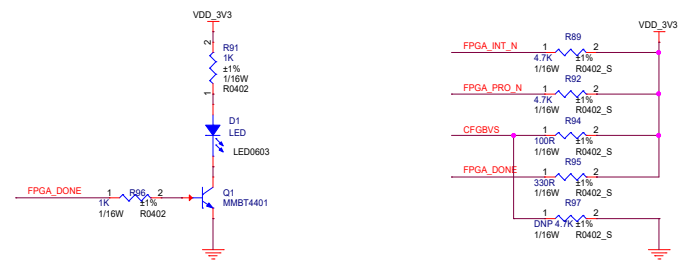 VDD_3V3
2
R91
1K
±1%
1/16W
R0402
1
D1
LED
LED0603
FPGA_DONE
1
R96
2
1K
±1%
1/16W
R0402
Q1
MMBT4401
VDD_3V3
R89
FPGA_INT_N
1
2
4.7K
±1%
1/16W
R0402_S
R92
FPGA_PRO_N
1
2
4.7K
±1%
1/16W
R0402_S
R94
CFGBVS
1
2
100R
±1%
1/16W
R0402_S
R95
FPGA_DONE
1
2
330R
±1%
1/16W
R0402_S
R97
1
2
DNP 4.7K
±1%
1/16W
R0402_S